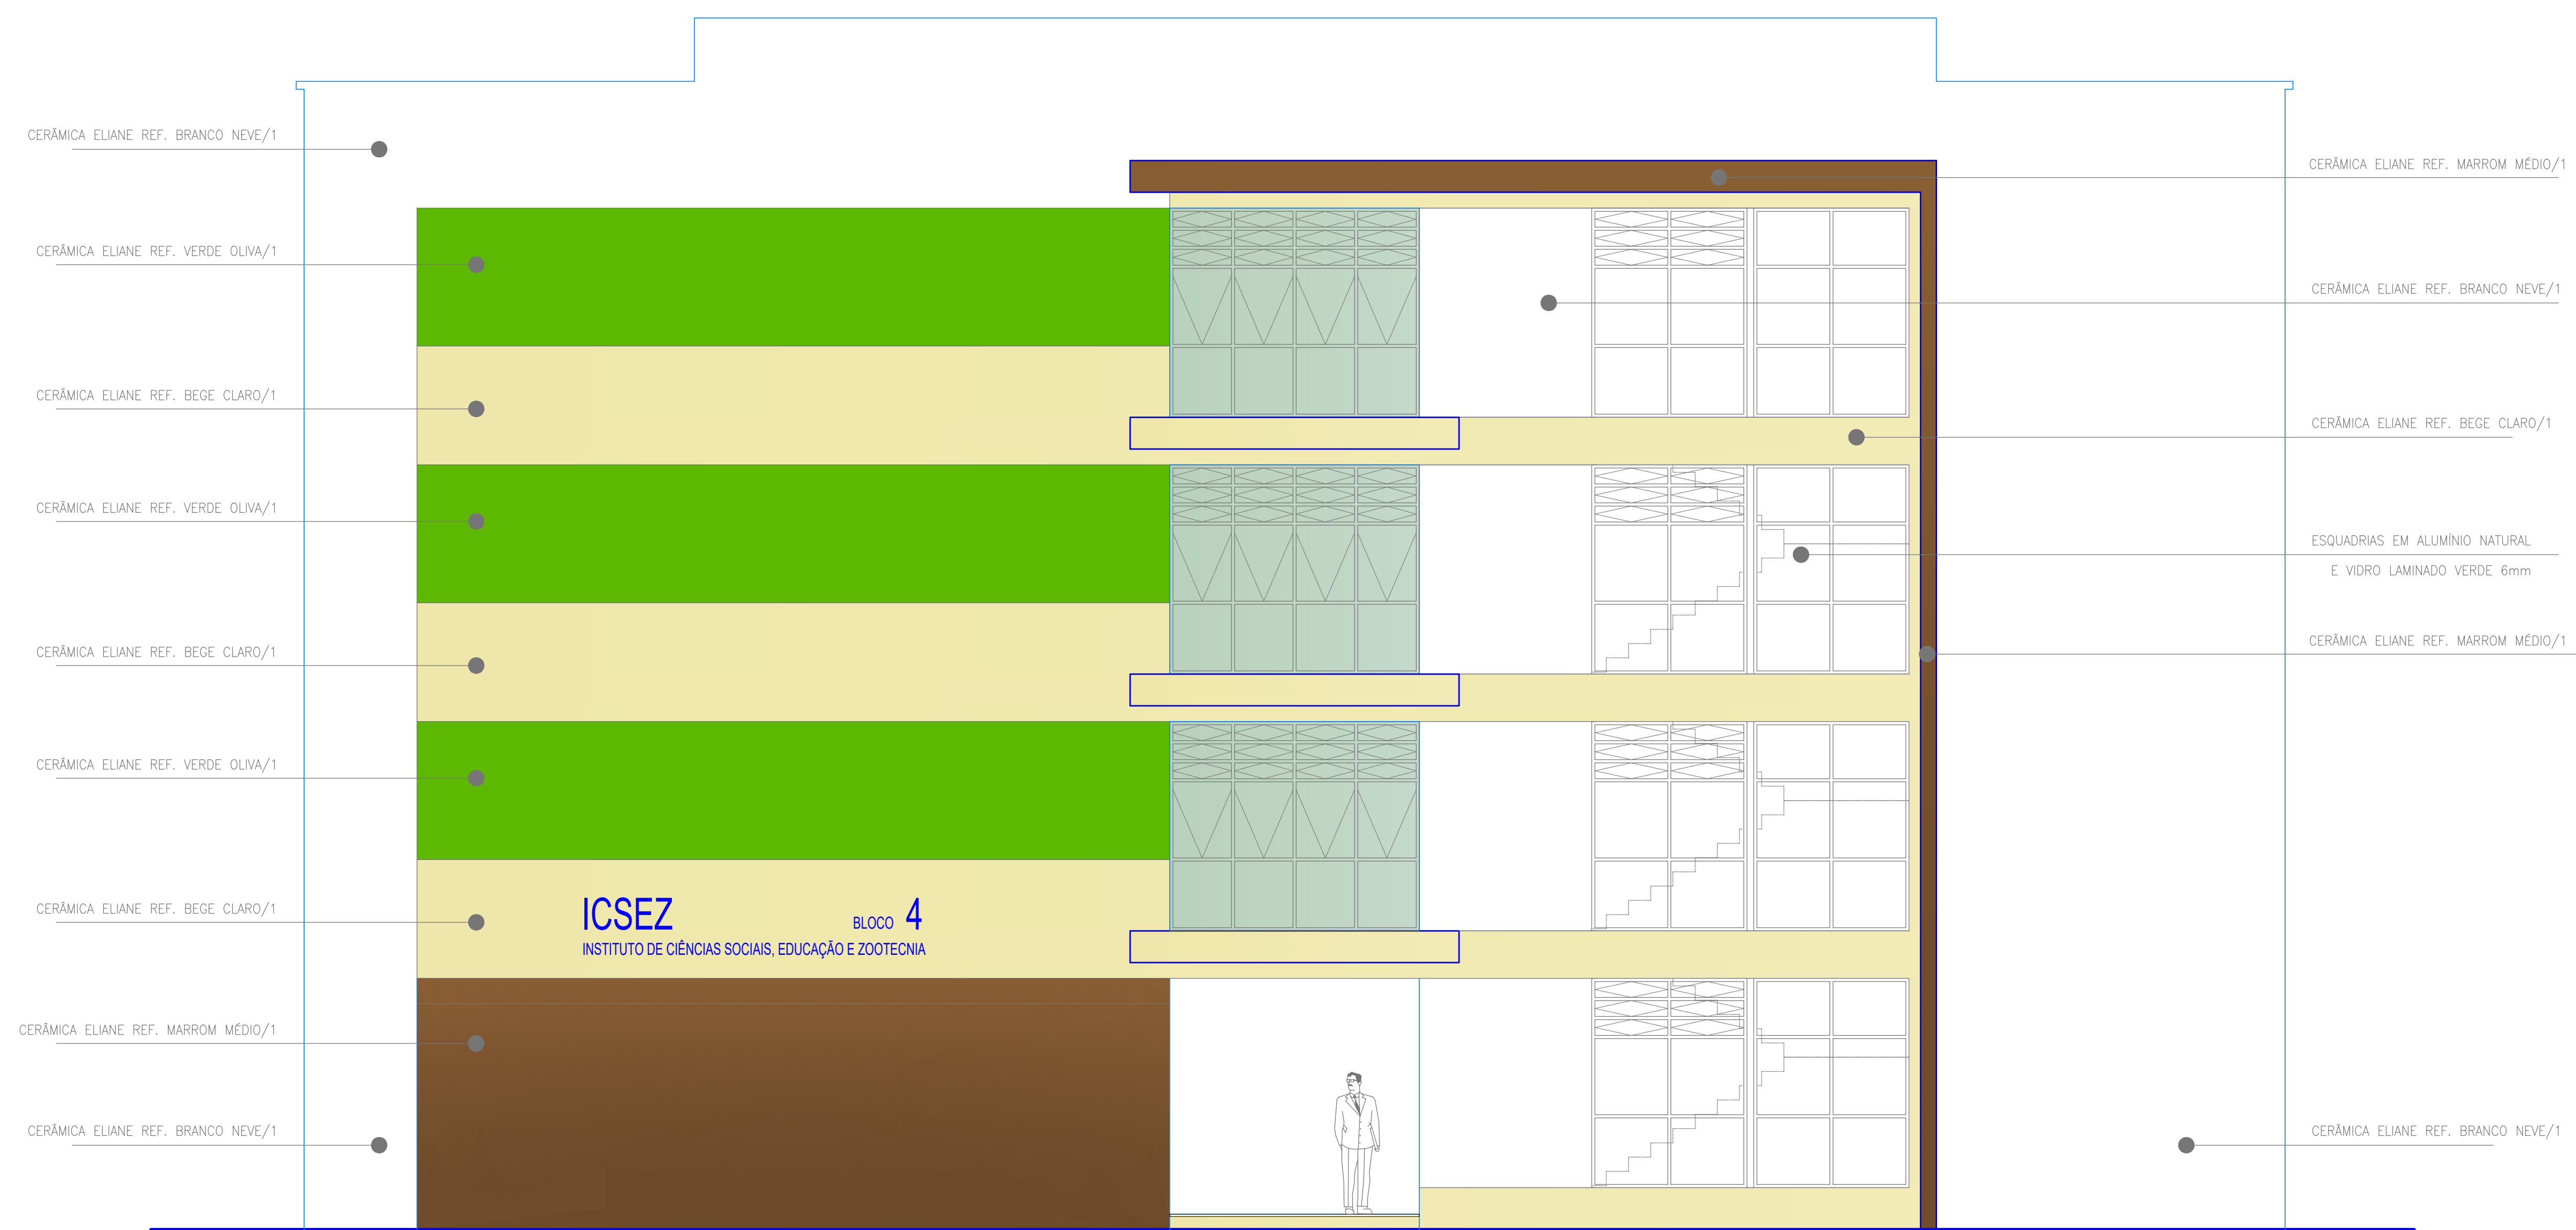 CERÂMICA ELIANE REF. BRANCO NEVE/1
CERÂMICA ELIANE REF. VERDE OLIVA/1
CERÂMICA ELIANE REF. BEGE CLARO/1
CERÂMICA ELIANE REF. VERDE OLIVA/1
CERÂMICA ELIANE REF. BEGE CLARO/1
CERÂMICA ELIANE REF. VERDE OLIVA/1
CERÂMICA ELIANE REF. BEGE CLARO/1
CERÂMICA ELIANE REF. MARROM MÉDIO/1
CERÂMICA ELIANE REF. BRANCO NEVE/1
ICSEZ BLOCO 4
INSTITUTO DE CIÊNCIAS SOCIAIS, EDUCAÇÃO E ZOOTECNIA
CERÂMICA ELIANE REF. MARROM MÉDIO/1
CERÂMICA ELIANE REF. BRANCO NEVE/1
CERÂMICA ELIANE REF. BEGE CLARO/1
ESQUADRIAS EM ALUMÍNIO NATURAL
E VIDRO LAMINADO VERDE 6mm
CERÂMICA ELIANE REF. MARROM MÉDIO/1
CERÂMICA ELIANE REF. BRANCO NEVE/1